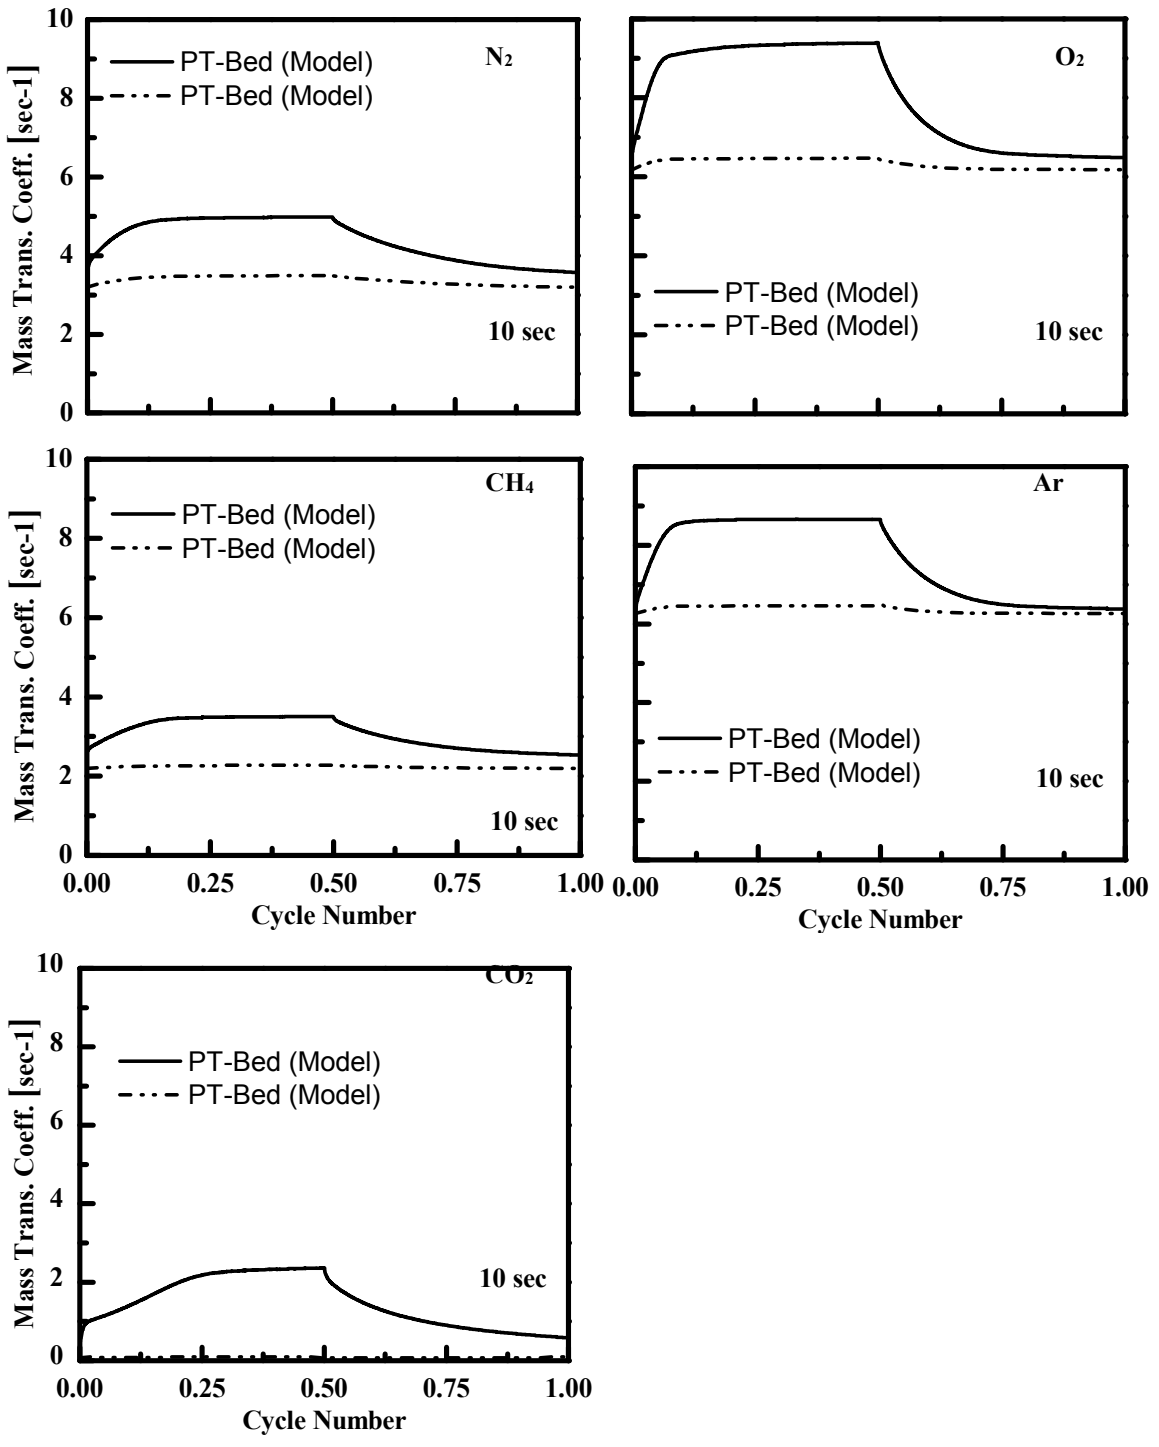 Mass Trans. Coeff. [sec-1]
10
8
6
4
2
0
PT-Bed (Model)
PT-Bed (Model)
N2
10 sec
PT-Bed (Model)
PT-Bed (Model)
O2
10 sec
Mass Trans. Coeff. [sec-1]
10
8
6
4
2
0
PT-Bed (Model)
PT-Bed (Model)
CH4
10 sec
0.00 0.25 0.50 0.75 1.00
Cycle Number
Ar
PT-Bed (Model)
PT-Bed (Model)
10 sec
0.00 0.25 0.50 0.75 1.00
Cycle Number
Mass Trans. Coeff. [sec-1]
10
8
6
4
2
0
CO2
PT-Bed (Model)
PT-Bed (Model)
10 sec
0.00 0.25 0.50 0.75 1.00
Cycle Number